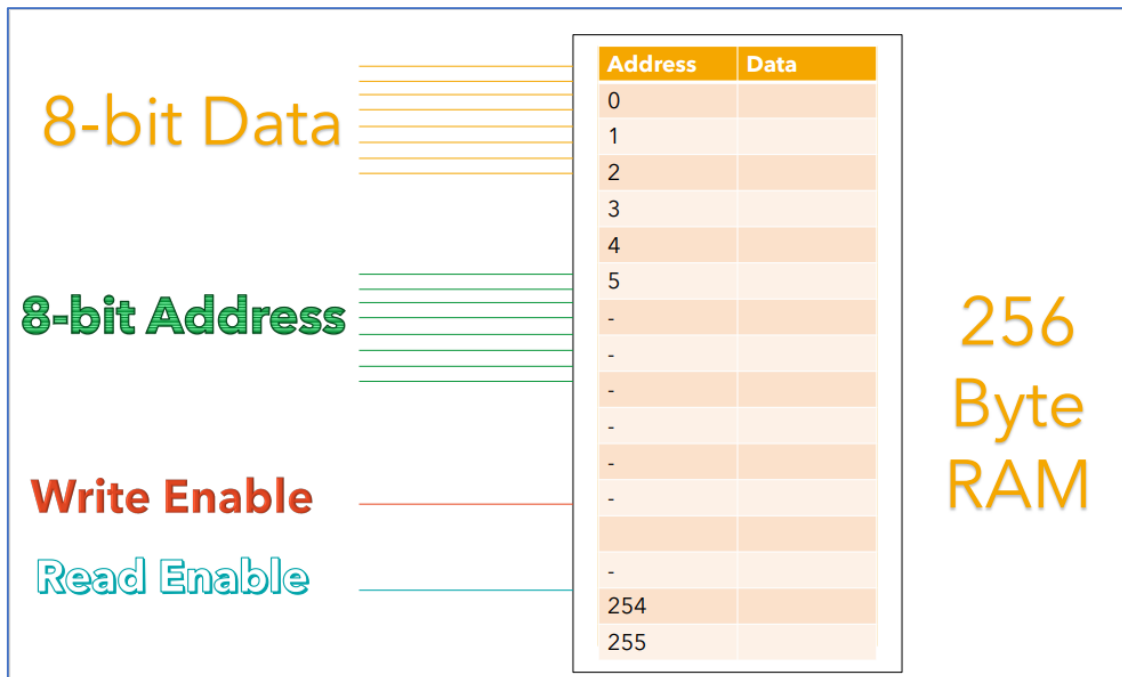 8-bit Data
8-bit Address
Write Enable
Read Enable
Address Data
0
1
2
3
4
5
-
-
-
-
-
-
-
254
255
256
Byte
RAM